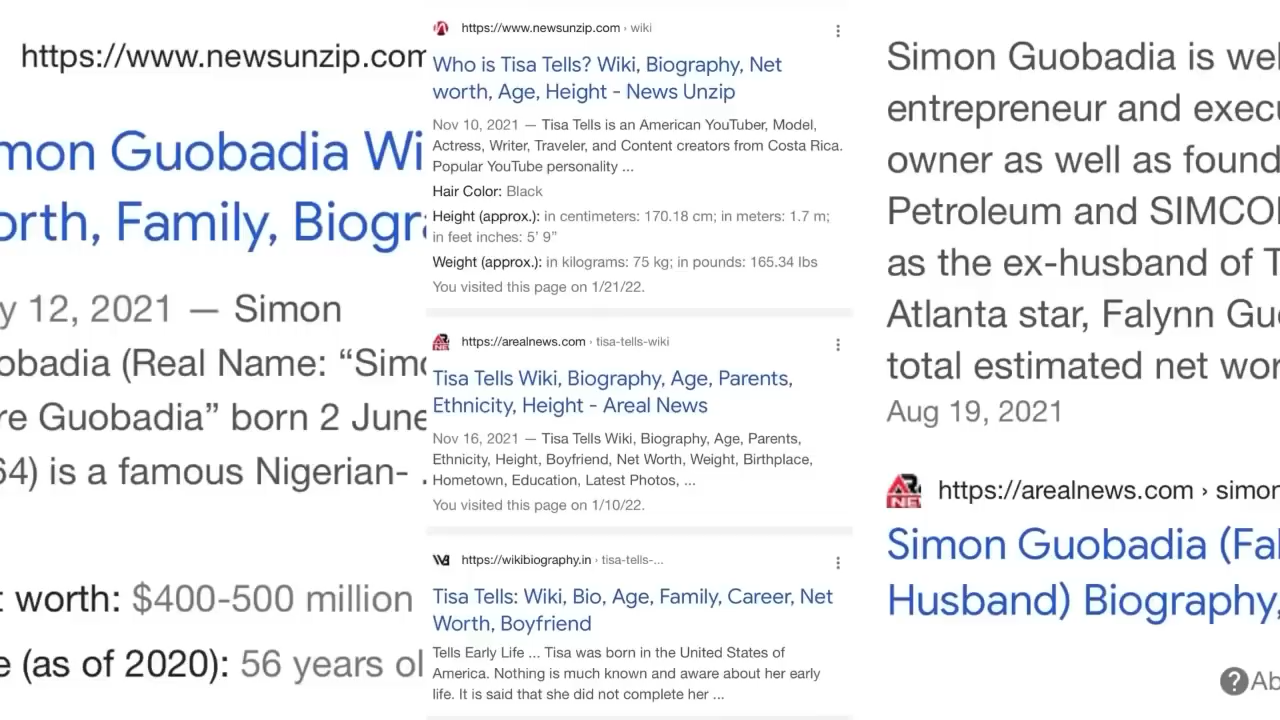 https://www.newsunzip.com
mon Guobadia Wi
orth, Family, Biogr
y 12, 2021 — Simon
obadia (Real Name: “Simo
re Guobadia” born 2 June
64) is a famous Nigerian- .
t worth: $400-500 million
e (as of 2020): 56 years ol
https://www.newsunzip.com › wiki
Who is Tisa Tells? Wiki, Biography, Net
worth, Age, Height - News Unzip
Nov 10, 2021 — Tisa Tells is an American YouTuber, Model,
Actress, Writer, Traveler, and Content creators from Costa Rica.
Popular YouTube personality ...
Hair Color: Black
Height (approx.): in centimeters: 170.18 cm; in meters: 1.7 m;
in feet inches: 5’ 9”
Weight (approx.): in kilograms: 75 kg; in pounds: 165.34 lbs
You visited this page on 1/21/22.
https://arealnews.com › tisa-tells-wiki
Tisa Tells Wiki, Biography, Age, Parents,
Ethnicity, Height - Areal News
Nov 16, 2021 — Tisa Tells Wiki, Biography, Age, Parents,
Ethnicity, Height, Boyfriend, Net Worth, Weight, Birthplace,
Hometown, Education, Latest Photos, ...
You visited this page on 1/10/22.
https://wikibiography.in › tisa-tells-...
Tisa Tells: Wiki, Bio, Age, Family, Career, Net
Worth, Boyfriend
Tells Early Life ... Tisa was born in the United States of
America. Nothing is much known and aware about her early
life. It is said that she did not complete her ...
Simon Guobadia is wel
entrepreneur and execu
owner as well as found
Petroleum and SIMCOL
as the ex-husband of T
Atlanta star, Falynn Guo
total estimated net wor
Aug 19, 2021
https://arealnews.com › simon
Simon Guobadia (Fal
Husband) Biography,
Ab